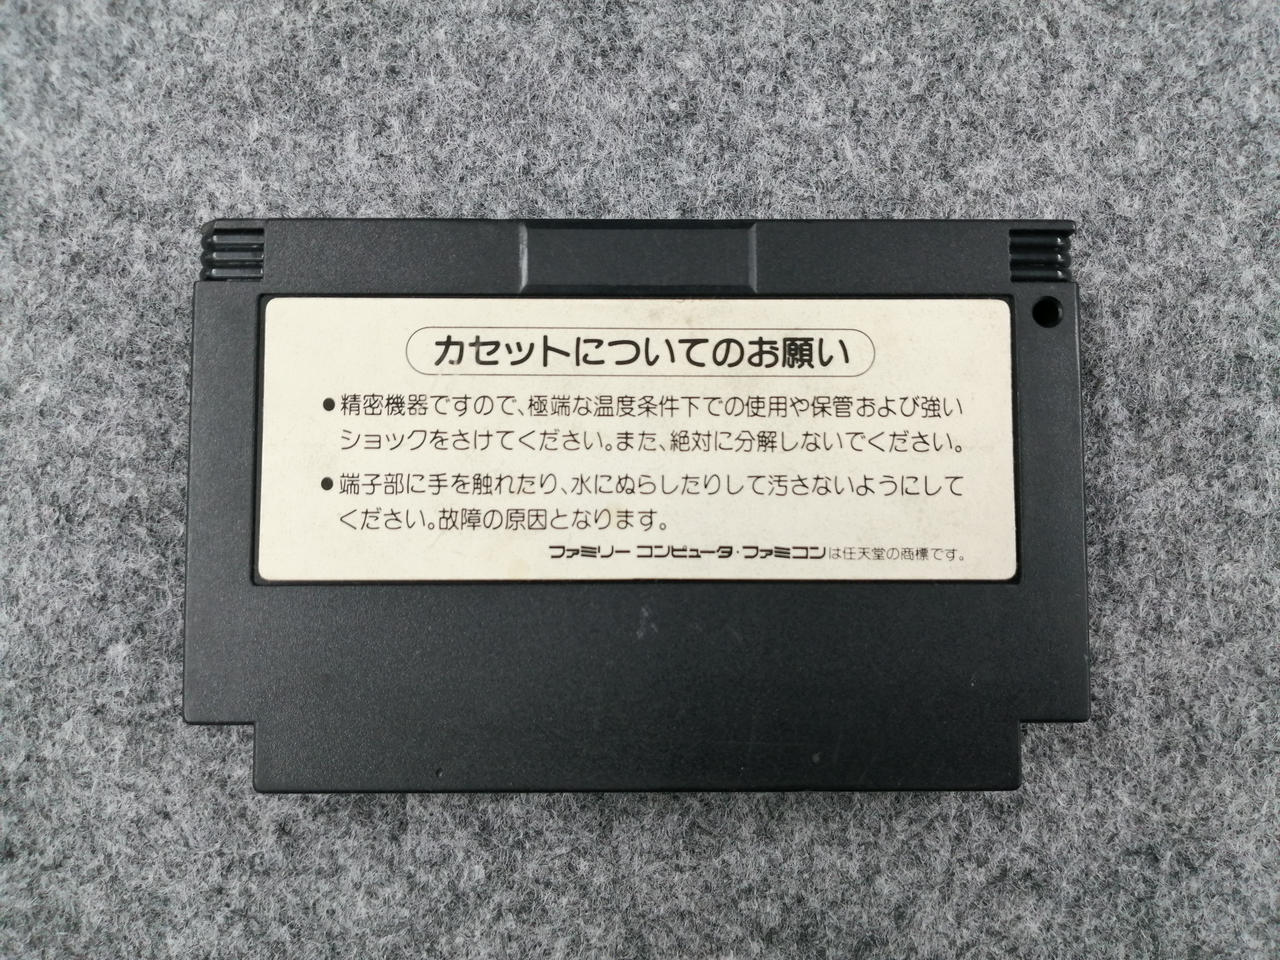 カセットについてのお願い
●精密機器ですので、極端な温度条件下での使用や保管および強い
ショックをさけてください。また、絶対に分解しないでください。
●端子部に手を触れたり、水にぬらしたりして汚さないようにして
ください。故障の原因となります。
ファミリー コンピュータ・ファミコンは任天堂の商標です。